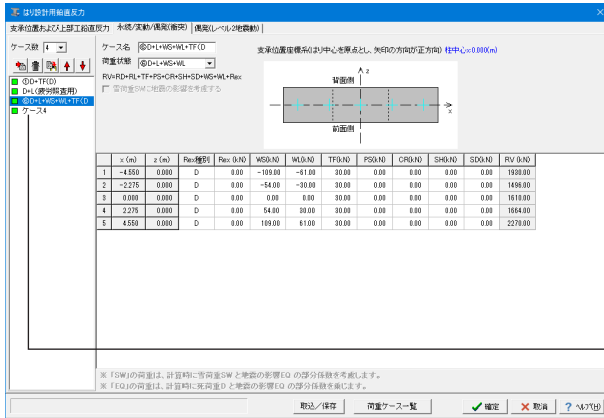 はり設計用鉛直反力
支承位置および上部工鉛直反力 永続/変動/偶発(衝突) 偶発(レベル2地震動)
ケース数 4
ケース名 ⑥D+L+WS+WL+TF(D
荷重状態 ⑥D+L+WS+WL
RV=RD+RL+TF+PS+CR+SH+SD+WS+WL+Rex
雪荷重SWに地震の影響を考慮する
支承位置座標系(はり中心を原点とし、矢印の方向が正方向) 柱中心x:0.000(m)
①D+TF(D)
D+L(疲労照査用+TF(D)
⑥D+L+WS+WL+TF(D
ケース4
z
背面側
x
前面側
x (m) z (m) Rex種別 Rex (kN) WS(kN) WL(kN) TF(kN) PS(kN) CR(kN) SH(kN) SD(kN) RV (kN)
1 -4.550 0.000 D 0.00 -109.00 -61.00 30.00 0.00 0.00 0.00 0.00 1930.00
2 -2.275 0.000 D 0.00 -54.00 -30.00 30.00 0.00 0.00 0.00 0.00 1496.00
3 0.000 0.000 D 0.00 0.00 0.00 30.00 0.00 0.00 0.00 0.00 1610.00
4 2.275 0.000 D 0.00 54.00 30.00 30.00 0.00 0.00 0.00 0.00 1664.00
5 4.550 0.000 D 0.00 109.00 61.00 30.00 0.00 0.00 0.00 0.00 2270.00
※「SW」の荷重は、計算時に雪荷重SW と地震の影響EQ の部分係数を考慮します。
※「EQ」の荷重は、計算時に死荷重D と地震の影響EQ の部分係数を乗じます。
取込/保存 荷重ケース一覧 確定 取消 ? ヘルプ(H)